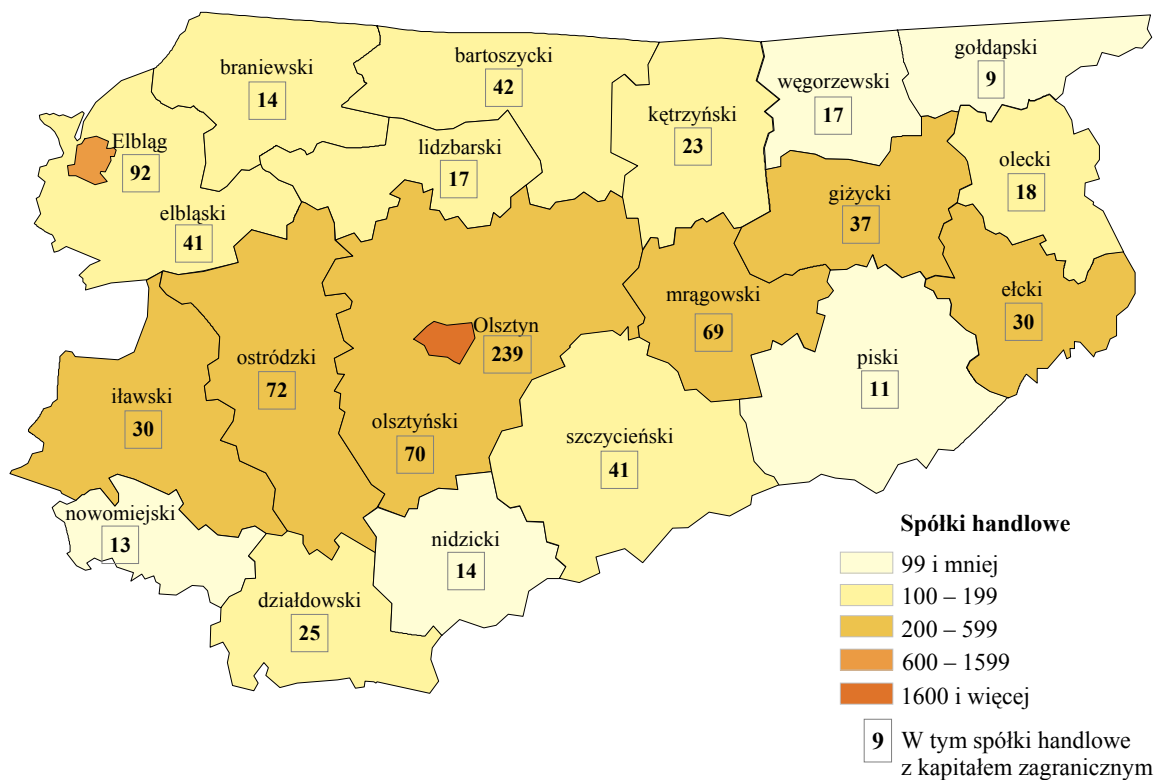 gołdapski
9
bartoszycki
42
braniewski
14
węgorzewski
17
kętrzyński
23
Elbląg
92
lidzbarski
17
olecki
18
giżycki
37
elbląski
41
ełcki
30
mrągowski
69
Olsztyn
239
ostródzki
72
piski
11
iławski
30
olsztyński
70
szczycieński
41
nowomiejski
13
nidzicki
14
działdowski
25
Spółki handlowe
99 i mniej
100 – 199
200 – 599
600 – 1599
1600 i więcej
9 W tym spółki handlowe
z kapitałem zagranicznym